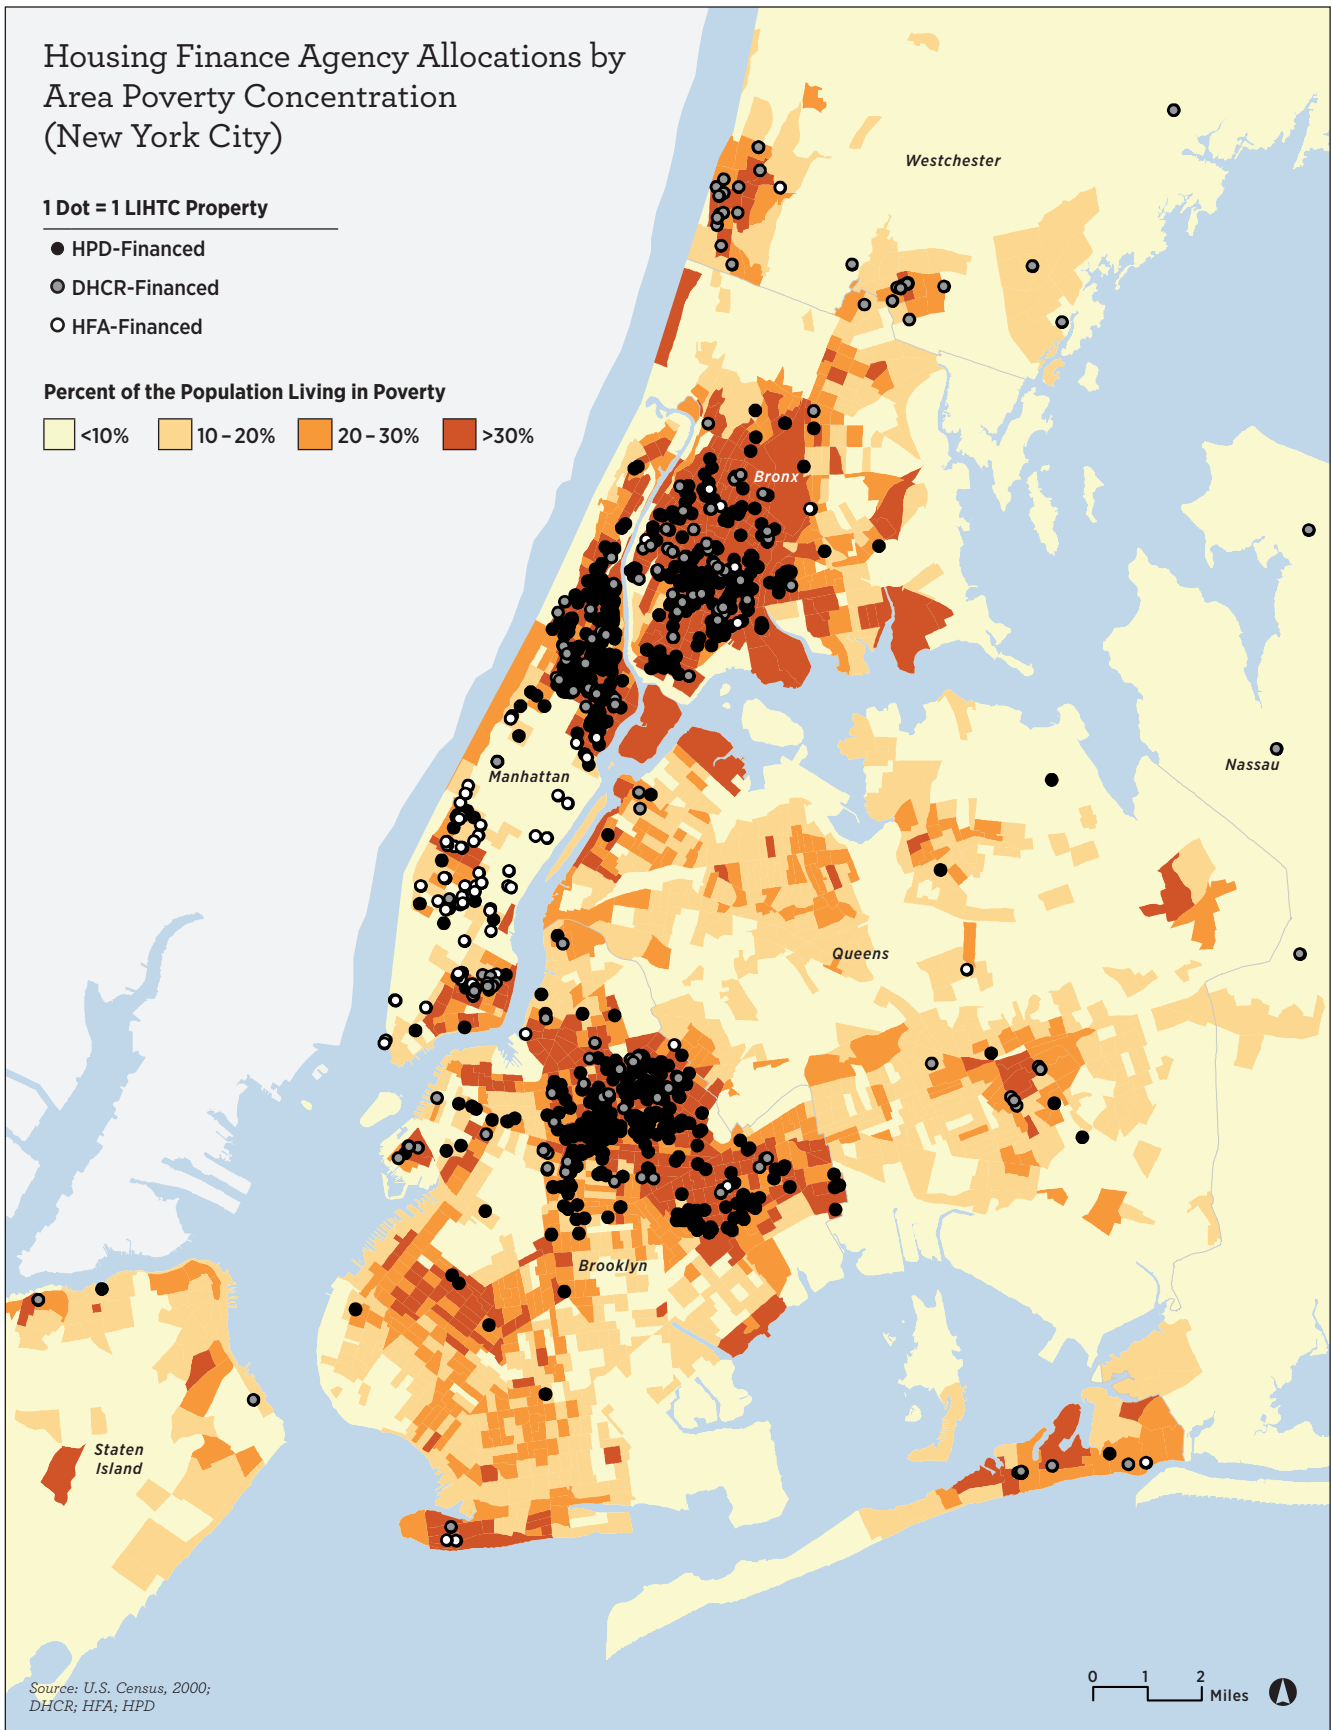 Housing Finance Agency Allocations by
Area Poverty Concentration
(New York City)
1 Dot = 1 LIHTC Property
HPD-Financed
DHCR-Financed
HFA-Financed
Percent of the Population Living in Poverty
<10%
10–20%
20–30%
>30%
Westchester
Bronx
Manhattan
Nassau
Queens
Brooklyn
Staten
Island
0 1 2
Miles
Source: U.S. Census, 2000;
DHCR; HFA; HPD